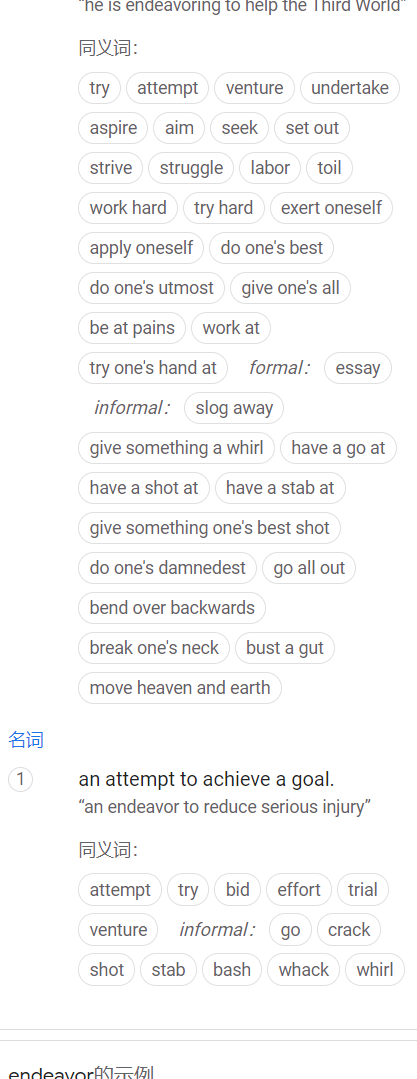 “he is endeavoring to help the Third World”
同义词：
try attempt venture undertake
aspire aim seek set out
strive struggle labor toil
work hard try hard exert oneself
apply oneself do one's best
do one's utmost give one's all
be at pains work at
try one's hand at formal： essay
informal： slog away
give something a whirl have a go at
have a shot at have a stab at
give something one's best shot
do one's damnedest go all out
bend over backwards
break one's neck bust a gut
move heaven and earth
名词
1 an attempt to achieve a goal.
“an endeavor to reduce serious injury”
同义词：
attempt try bid effort trial
venture informal： go crack
shot stab bash whack whirl
endeavor的示例